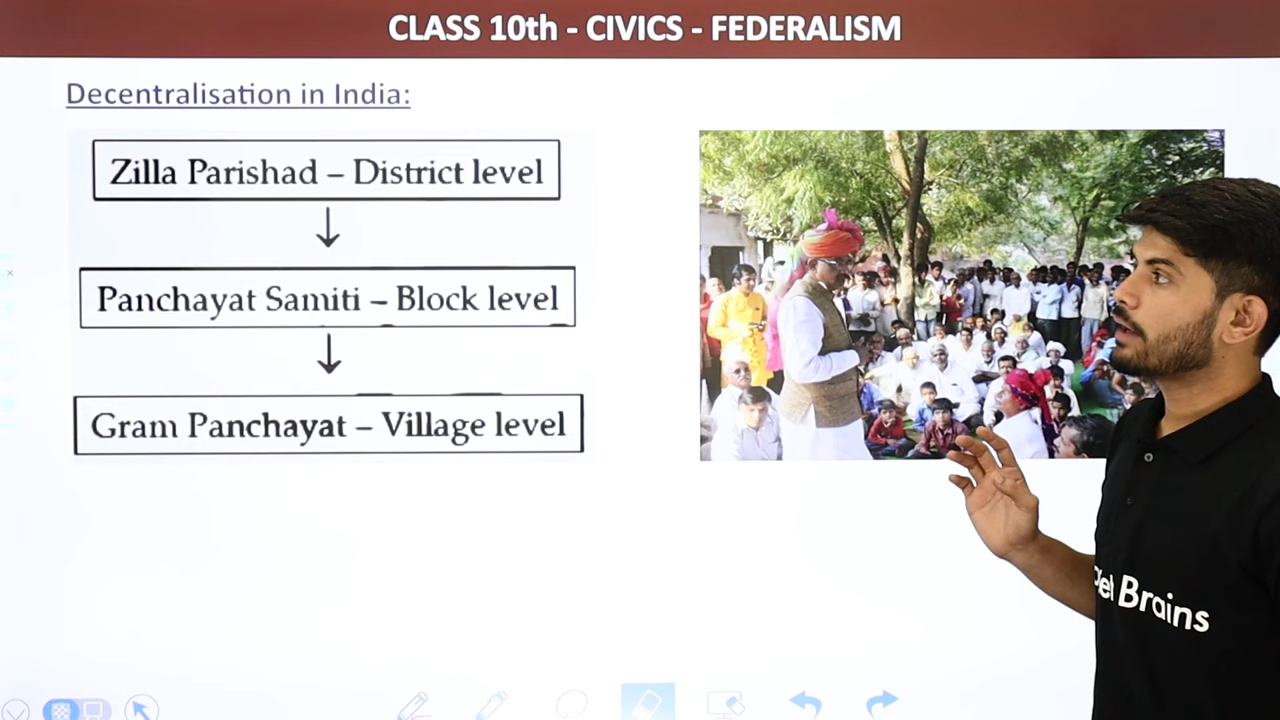 CLASS 10th - CIVICS - FEDERALISM
Decentralisation in India:
Zilla Parishad – District level
Panchayat Samiti – Block level
Gram Panchayat – Village level
Brains